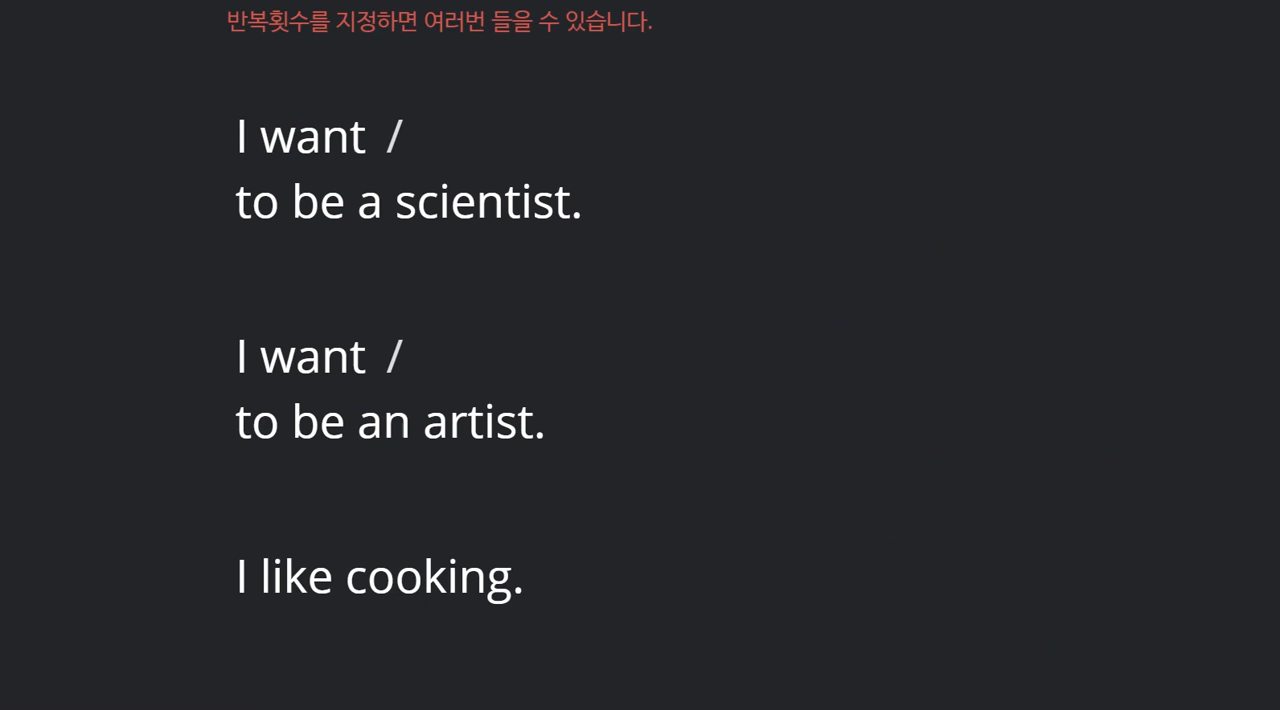 반복횟수를 지정하면 여러번 들을 수 있습니다.
I want /
to be a scientist.
I want /
to be an artist.
I like cooking.